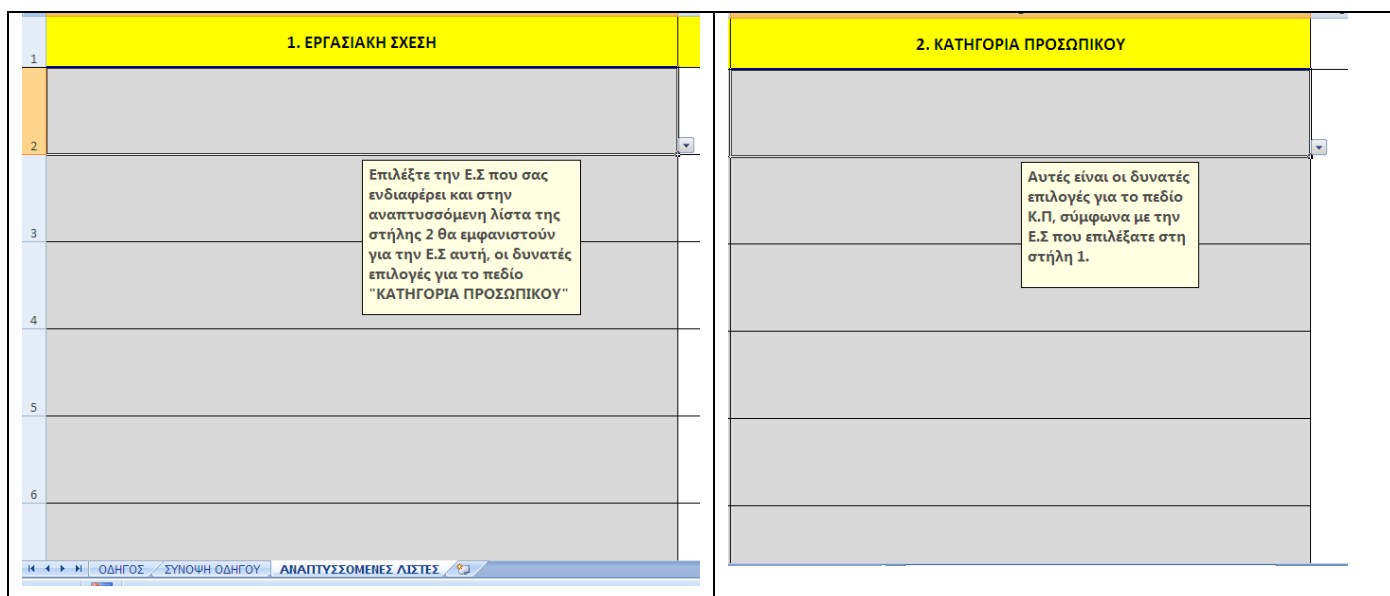 1. ΕΡΓΑΣΙΑΚΗ ΣΧΕΣΗ
1
2
Επιλέξτε την Ε.Σ που σας
ενδιαφέρει και στην
αναπτυσσόμενη λίστα της
στήλης 2 θα εμφανιστούν
για την Ε.Σ αυτή, οι δυνατές
επιλογές για το πεδίο
"ΚΑΤΗΓΟΡΙΑ ΠΡΟΣΩΠΙΚΟΥ"
3
4
5
6
ΟΔΗΓΟΣ ΣΥΝΟΨΗ ΟΔΗΓΟΥ ΑΝΑΠΤΥΣΣΟΜΕΝΕΣ ΛΙΣΤΕΣ
2. ΚΑΤΗΓΟΡΙΑ ΠΡΟΣΩΠΙΚΟΥ
Αυτές είναι οι δυνατές
επιλογές για το πεδίο
Κ.Π, σύμφωνα με την
Ε.Σ που επιλέξατε στη
στήλη 1.